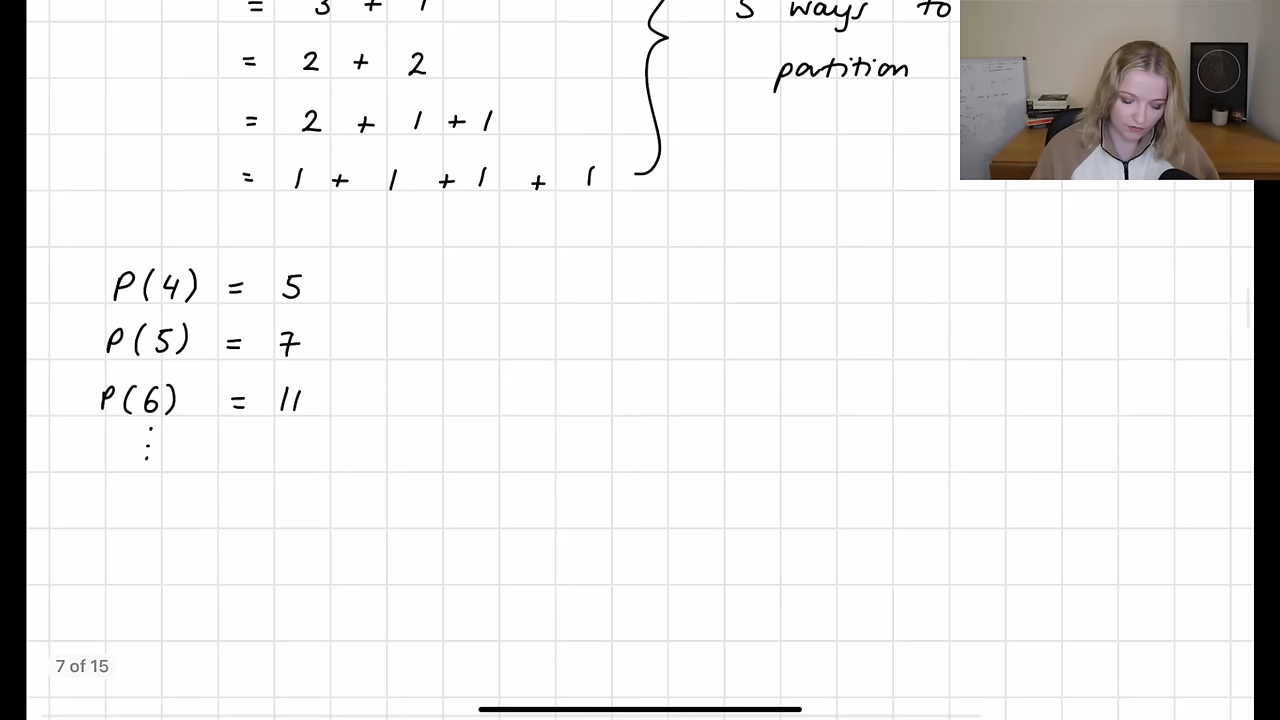 = 3 + 1
5 ways to
= 2 + 2
partition
= 2 + 1 + 1
= 1 + 1 + 1 + 1
P(4) = 5
P(5) = 7
P(6) = 11
⋮
7 of 15